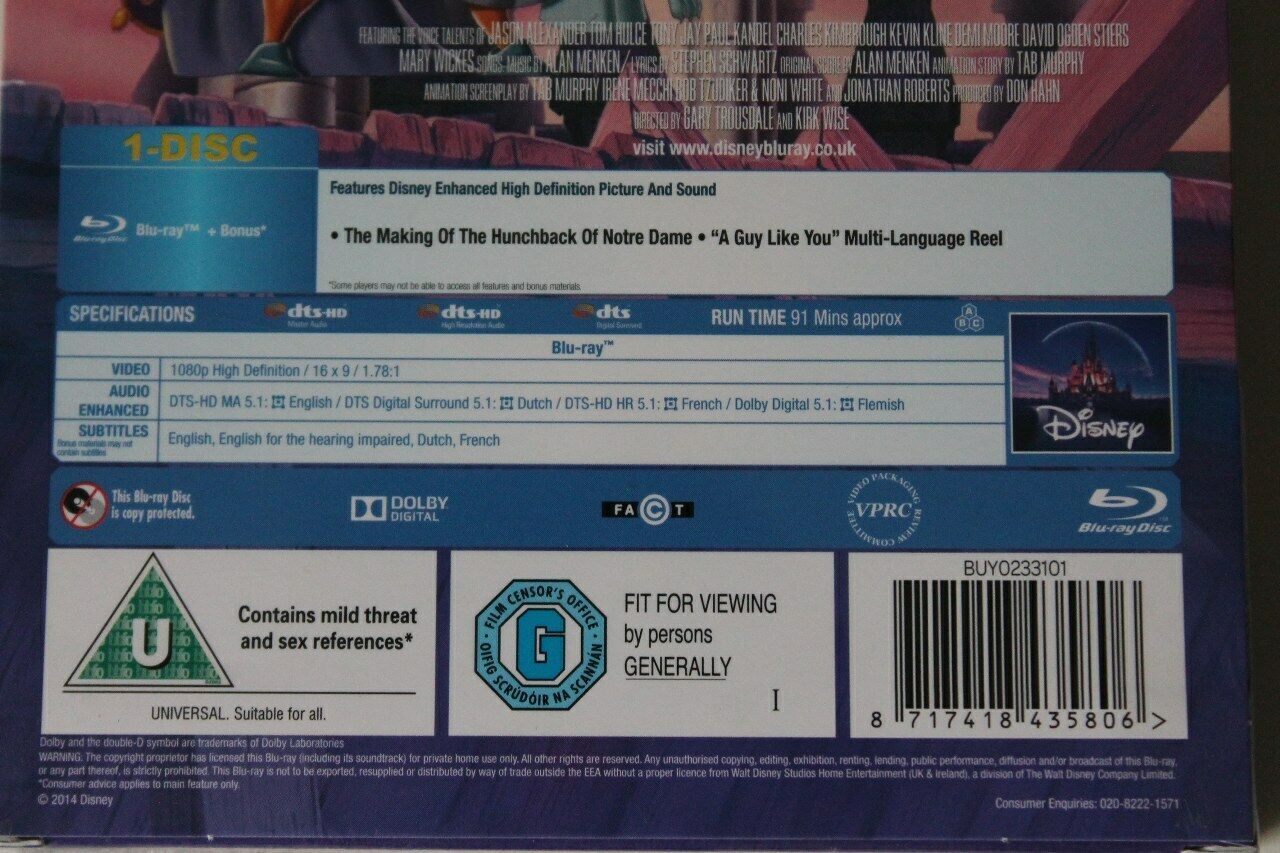 FEATURING THE VOICE TALENTS OF JASON ALEXANDER TOM HULCE TONY JAY PAUL KANDEL CHARLES KIMBROUGH KEVIN KLINE DEMI MOORE DAVID OGDEN STIERS
MARY WICKES SONGS - MUSIC BY ALAN MENKEN / LYRICS BY STEPHEN SCHWARTZ ORIGINAL SCORE BY ALAN MENKEN ANIMATION STORY BY TAB MURPHY
ANIMATION SCREENPLAY BY TAB MURPHY IRENE MECCHI BOB TZUDIKER & NONI WHITE AND JONATHAN ROBERTS PRODUCED BY DON HAHN
DIRECTED BY GARY TROUSDALE AND KIRK WISE
visit www.disneybluray.co.uk
1-DISC
Blu-ray Disc
Blu-ray™ + Bonus*
Features Disney Enhanced High Definition Picture And Sound
• The Making Of The Hunchback Of Notre Dame • “A Guy Like You” Multi-Language Reel
*Some players may not be able to access all features and bonus materials.
SPECIFICATIONS
dts-HD
Master Audio
dts-HD
High Resolution Audio
dts
Digital Surround
RUN TIME 91 Mins approx
A
B C
Blu-ray™
VIDEO
1080p High Definition / 16 x 9 / 1.78:1
AUDIO
ENHANCED
DTS-HD MA 5.1: English / DTS Digital Surround 5.1: Dutch / DTS-HD HR 5.1: French / Dolby Digital 5.1: Flemish
SUBTITLES
Bonus materials may not
contain subtitles
English, English for the hearing impaired, Dutch, French
Disney
This Blu-ray Disc
is copy protected.
DOLBY
DIGITAL
FACT
VIDEO PACKAGING REVIEW COMMITTEE
VPRC
Blu-ray Disc
U
Contains mild threat
and sex references*
UNIVERSAL. Suitable for all.
FILM CENSOR'S OFFICE
G
OIFIG SCRÚDÓIR NA SCANNÁN
FIT FOR VIEWING
by persons
GENERALLY
I
BUY0233101
8 717418 435806 >
Dolby and the double-D symbol are trademarks of Dolby Laboratories
WARNING: The copyright proprietor has licensed this Blu-ray (including its soundtrack) for private home use only. All other rights are reserved. Any unauthorised copying, editing, exhibition, renting, lending, public performance, diffusion and/or broadcast of this Blu-ray,
or any part thereof, is strictly prohibited. This Blu-ray is not to be exported, resupplied or distributed by way of trade outside the EEA without a proper licence from Walt Disney Studios Home Entertainment (UK & Ireland), a division of The Walt Disney Company Limited.
*Consumer advice applies to main feature only.
© 2014 Disney
Consumer Enquiries: 020-8222-1571